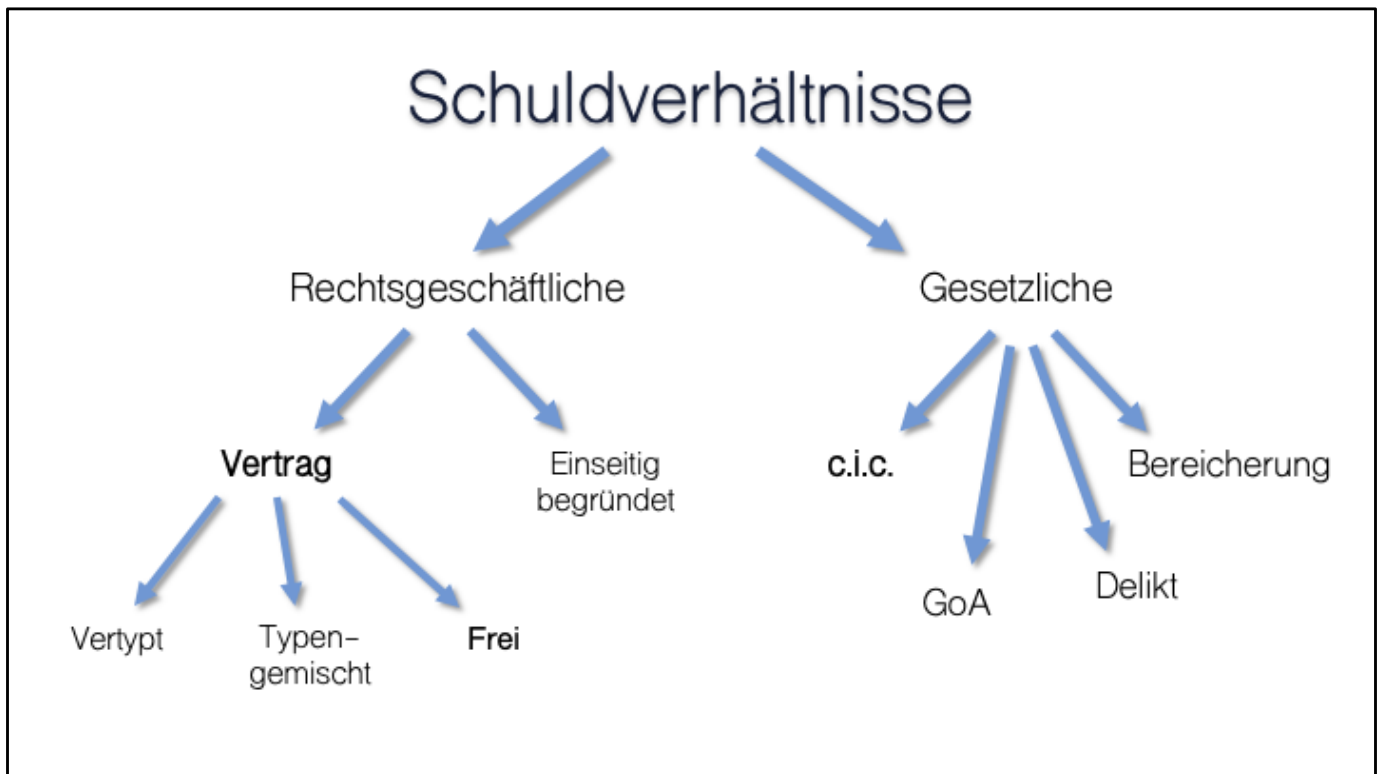 Schuldverhältnisse
Rechtsgeschäftliche
Gesetzliche
Vertrag
Einseitig
begründet
c.i.c.
Bereicherung
GoA
Delikt
Vertypt
Typen-
gemischt
Frei